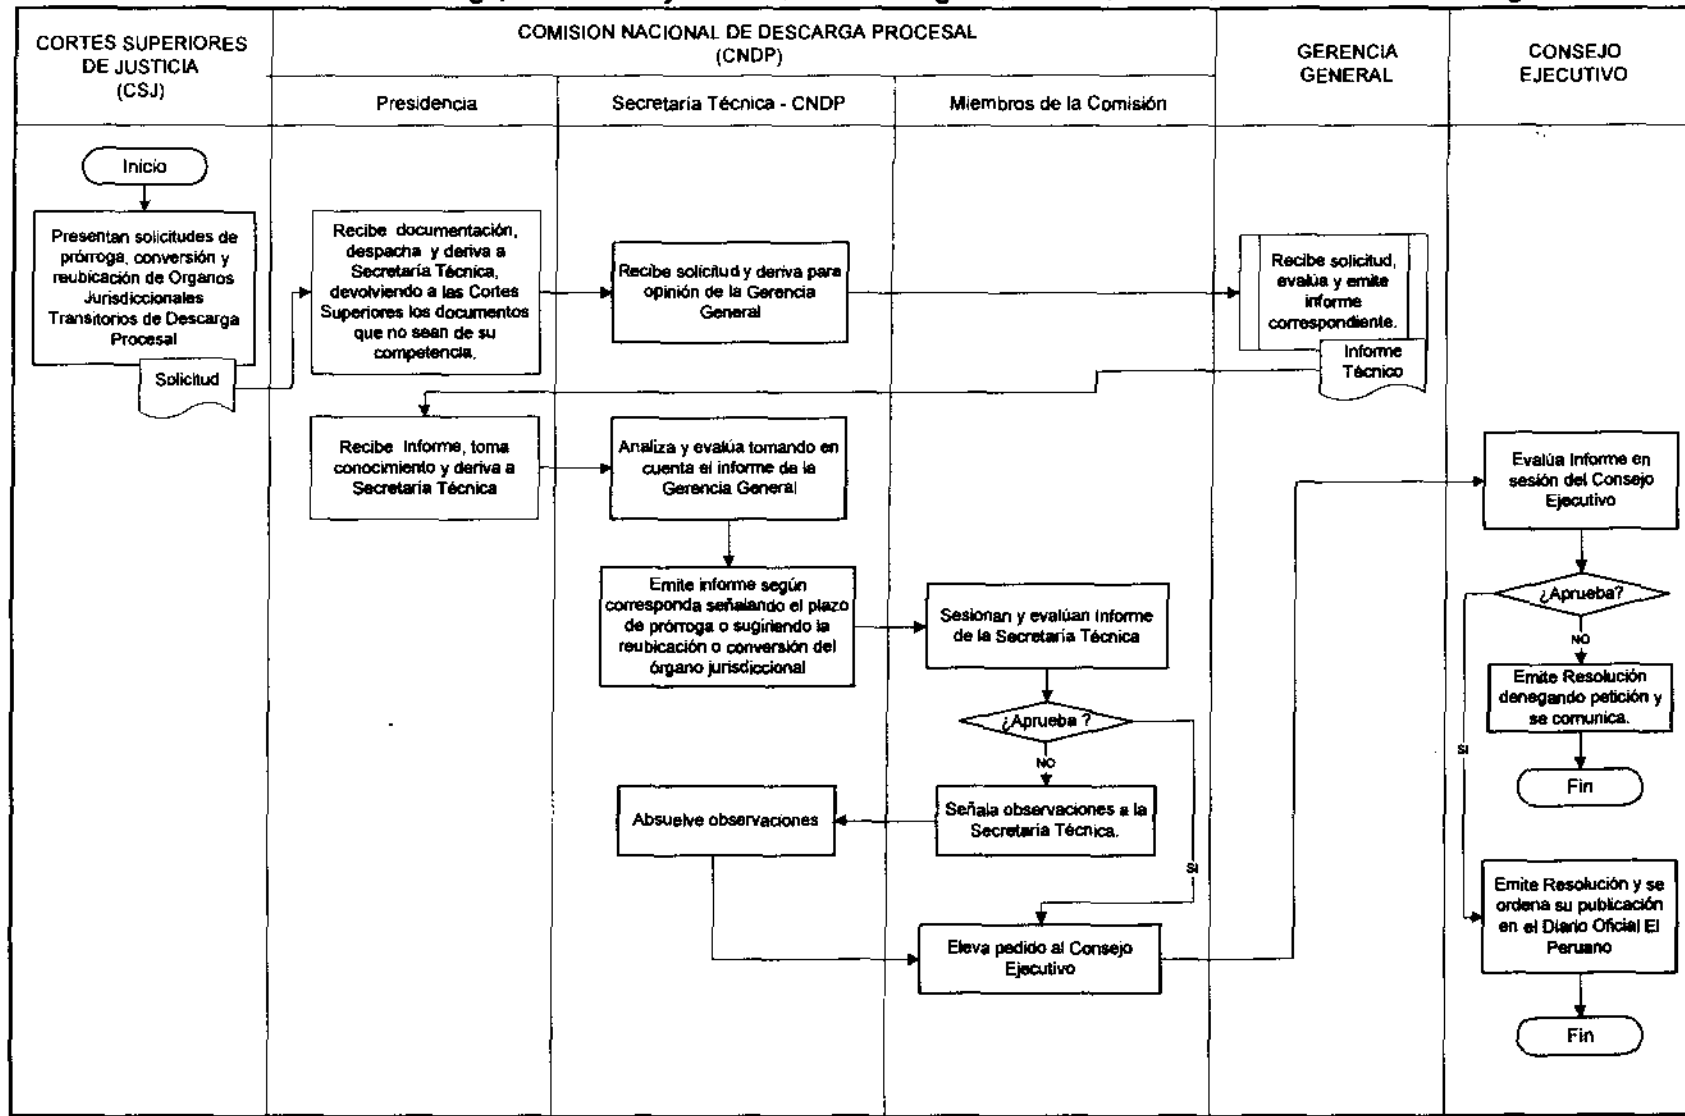 CORTES SUPERIORES
DE JUSTICIA
(CSJ)
COMISION NACIONAL DE DESCARGA PROCESAL
(CNDP)
GERENCIA
GENERAL
CONSEJO
EJECUTIVO
Presidencia
Secretaría Técnica - CNDP
Miembros de la Comisión
Inicio
Presentan solicitudes de
prórroga, conversión y
reubicación de Organos
Jurisdiccionales
Transitorios de Descarga
Procesal
Solicitud
Recibe documentación,
despacha y deriva a
Secretaría Técnica,
devolviendo a las Cortes
Superiores los documentos
que no sean de su
competencia.
Recibe solicitud y deriva para
opinión de la Gerencia
General
Recibe solicitud,
evalúa y emite
informe
correspondiente.
Informe
Técnico
Recibe Informe, toma
conocimiento y deriva a
Secretaría Técnica
Analiza y evalúa tomando en
cuenta el informe de la
Gerencia General
Emite informe según
corresponda señalando el plazo
de prórroga o sugiriendo la
reubicación o conversión del
órgano jurisdiccional
Sesionan y evalúan Informe
de la Secretaría Técnica
¿Aprueba ?
NO
SI
Señala observaciones a la
Secretaría Técnica.
Absuelve observaciones
Eleva pedido al Consejo
Ejecutivo
Evalúa Informe en
sesión del Consejo
Ejecutivo
¿Aprueba?
NO
SI
Emite Resolución
denegando petición y
se comunica.
Fin
Emite Resolución y se
ordena su publicación
en el Diario Oficial El
Peruano
Fin